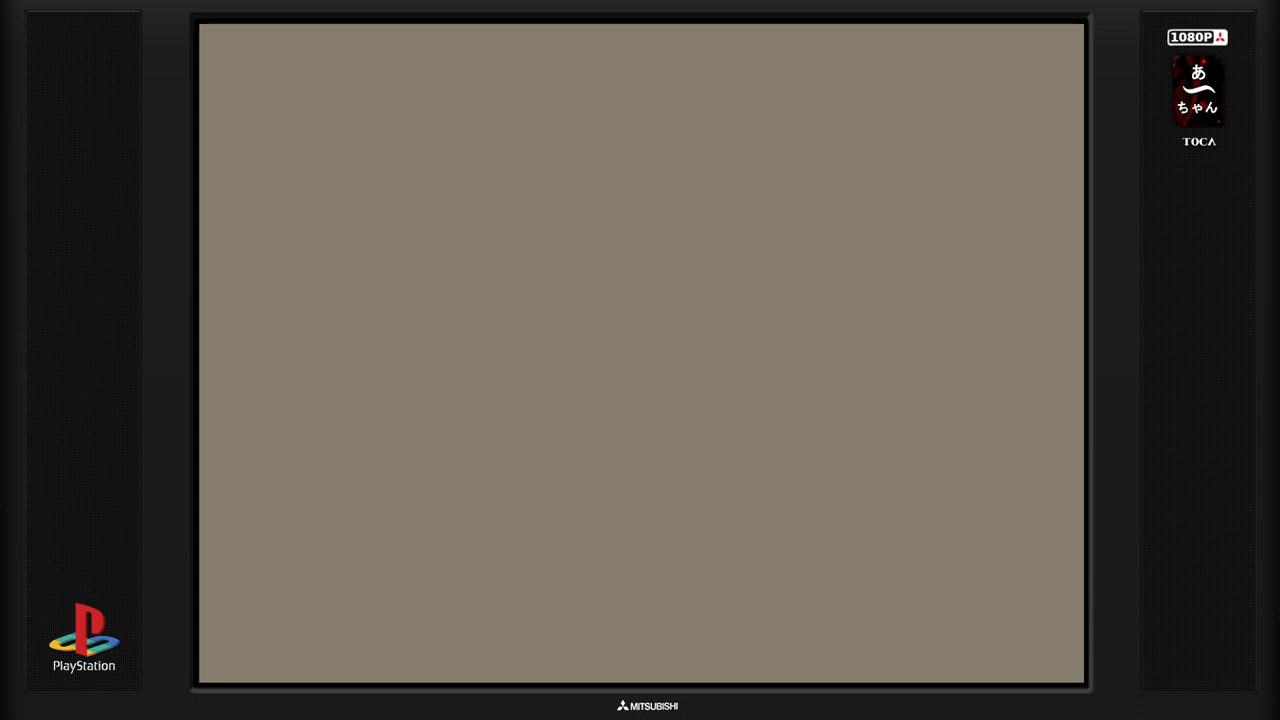 1080P
あ
ー
ちゃん
TOCA
PlayStation
MITSUBISHI